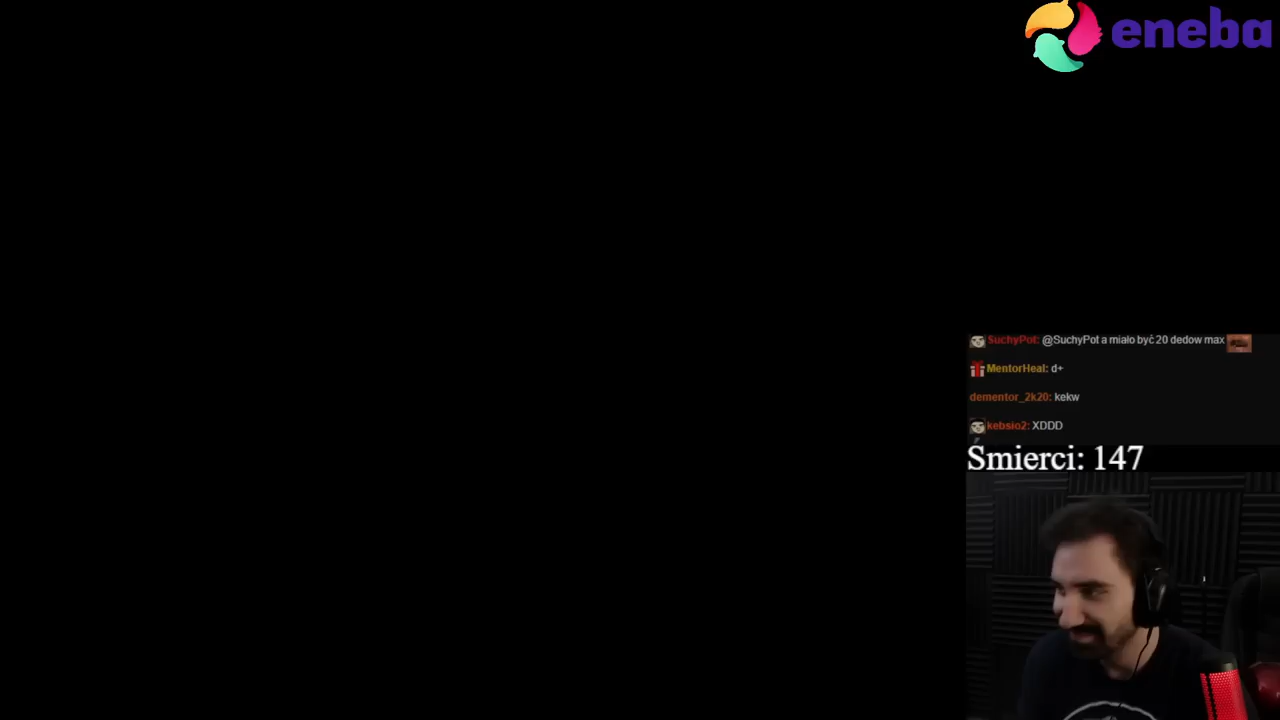 eneba
SuchyPot: @SuchyPot a miało być 20 dedow max
MentorHeal: d+
dementor_2k20: kekw
kebsio2: XDDD
Smierci: 147